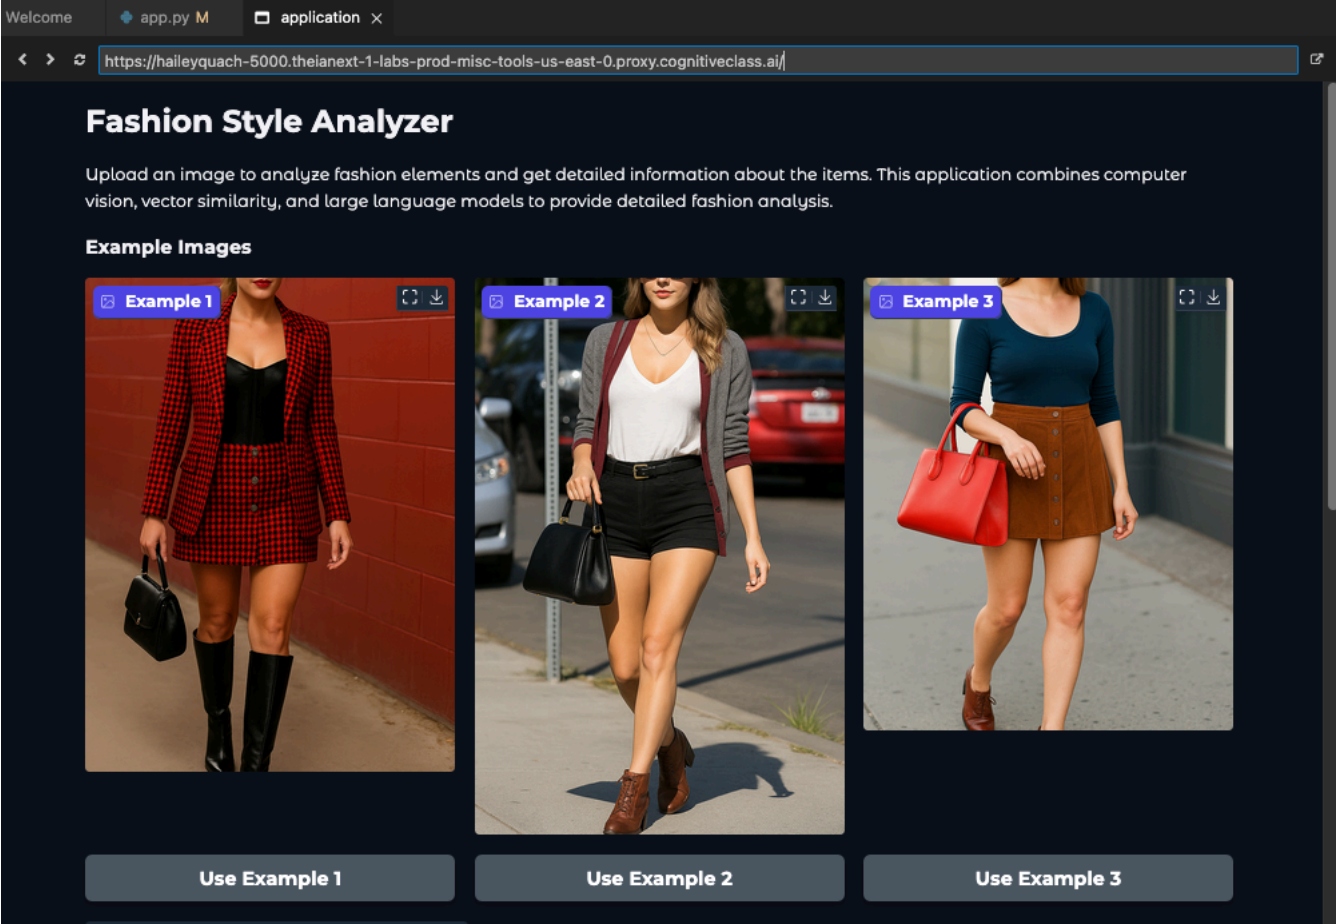 Welcome
app.py M
application
https://haileyquach-5000.theianext-1-labs-prod-misc-tools-us-east-0.proxy.cognitiveclass.ai/
Fashion Style Analyzer
Upload an image to analyze fashion elements and get detailed information about the items. This application combines computer
vision, vector similarity, and large language models to provide detailed fashion analysis.
Example Images
Example 1
Example 2
Example 3
Use Example 1
Use Example 2
Use Example 3